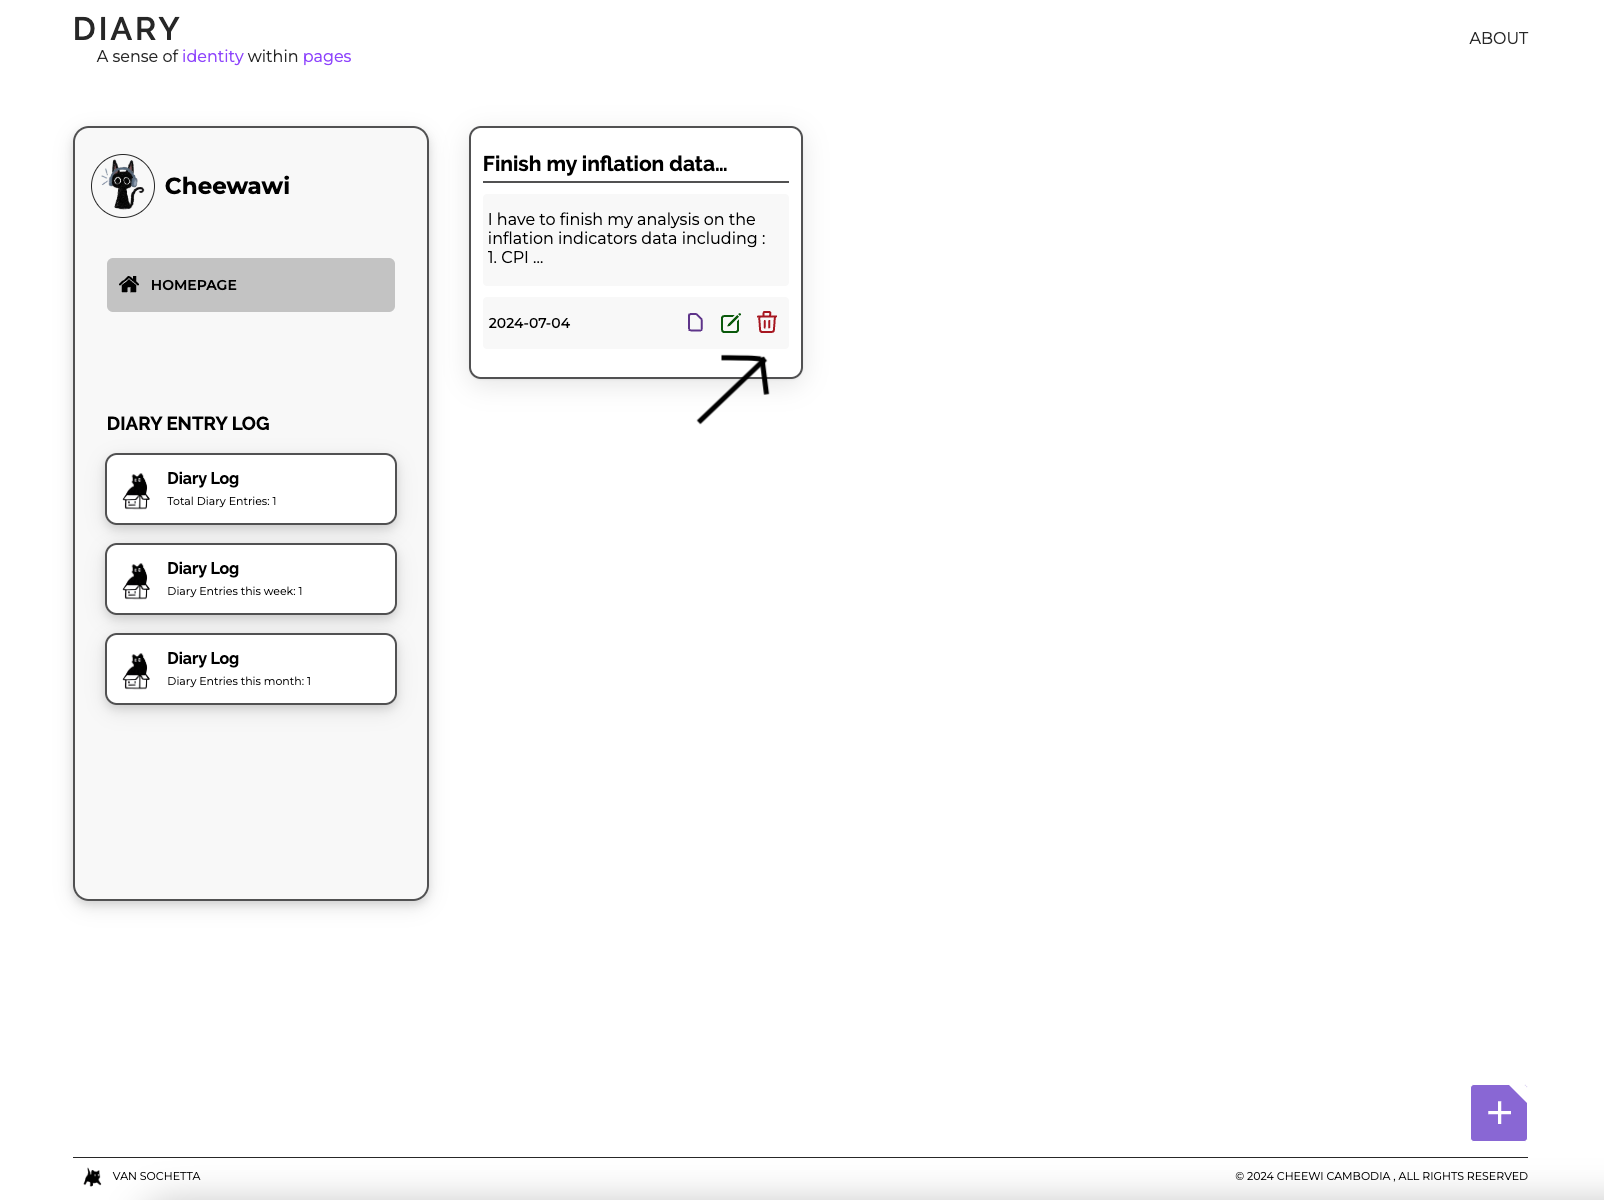 DIARY
A sense of identity within pages
ABOUT
Cheewawi
HOMEPAGE
DIARY ENTRY LOG
Diary Log
Total Diary Entries: 1
Diary Log
Diary Entries this week: 1
Diary Log
Diary Entries this month: 1
Finish my inflation data...
I have to finish my analysis on the
inflation indicators data including :
1. CPI ...
2024-07-04
VAN SOCHETTA
© 2024 CHEEWI CAMBODIA , ALL RIGHTS RESERVED